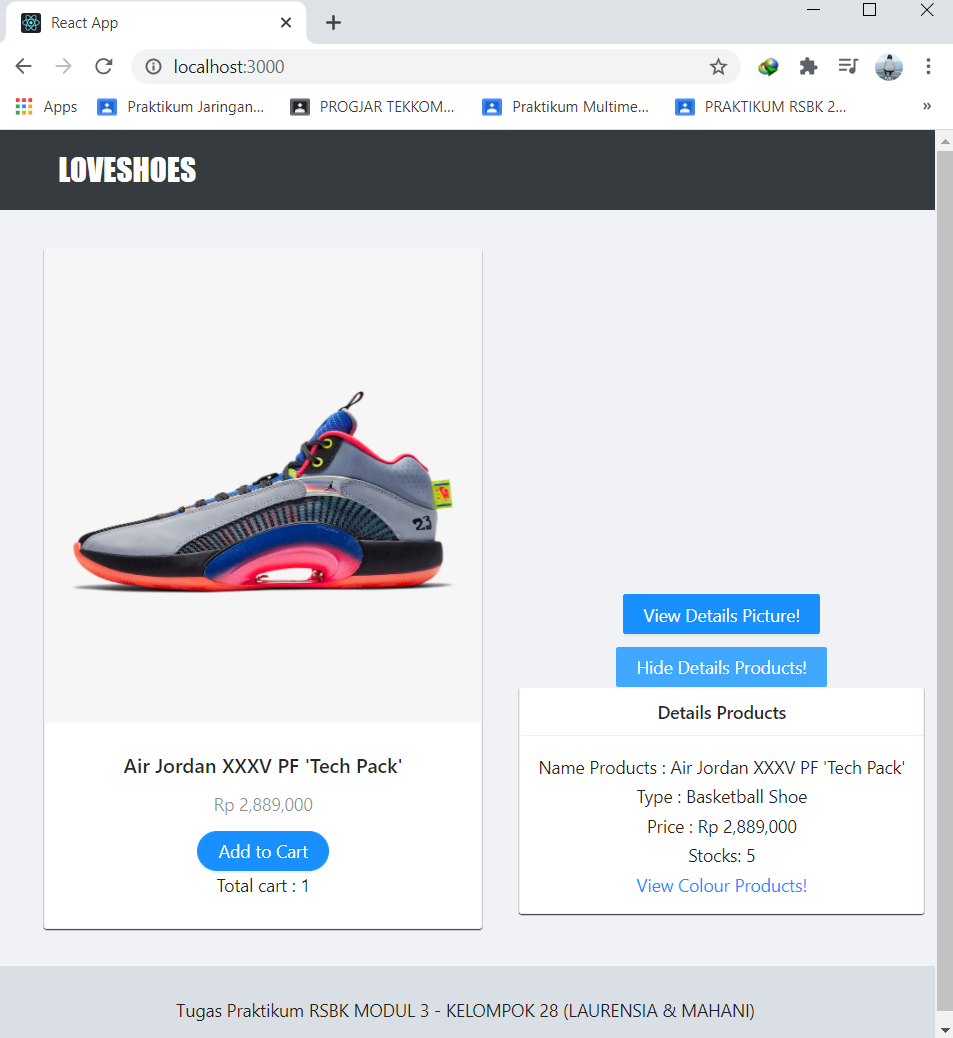 React App
localhost:3000
Apps
Praktikum Jaringan...
PROGJAR TEKKOM...
Praktikum Multime...
PRAKTIKUM RSBK 2...
»
LOVESHOES
23
View Details Picture!
Hide Details Products!
Details Products
Name Products : Air Jordan XXXV PF 'Tech Pack'
Type : Basketball Shoe
Price : Rp 2,889,000
Stocks: 5
View Colour Products!
Air Jordan XXXV PF 'Tech Pack'
Rp 2,889,000
Add to Cart
Total cart : 1
Tugas Praktikum RSBK MODUL 3 - KELOMPOK 28 (LAURENSIA & MAHANI)